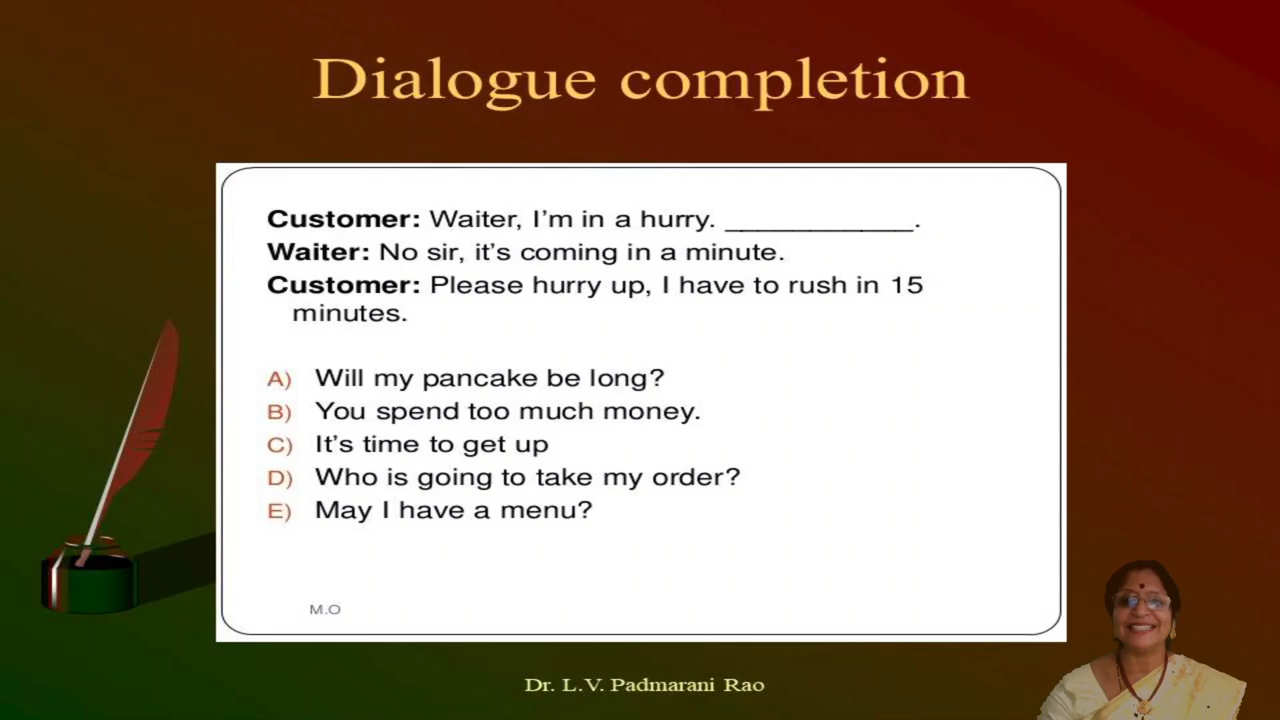 Dialogue completion
Customer: Waiter, I'm in a hurry. ____________.
Waiter: No sir, it's coming in a minute.
Customer: Please hurry up, I have to rush in 15
minutes.
A) Will my pancake be long?
B) You spend too much money.
C) It's time to get up
D) Who is going to take my order?
E) May I have a menu?
M.O
Dr. L.V. Padmarani Rao